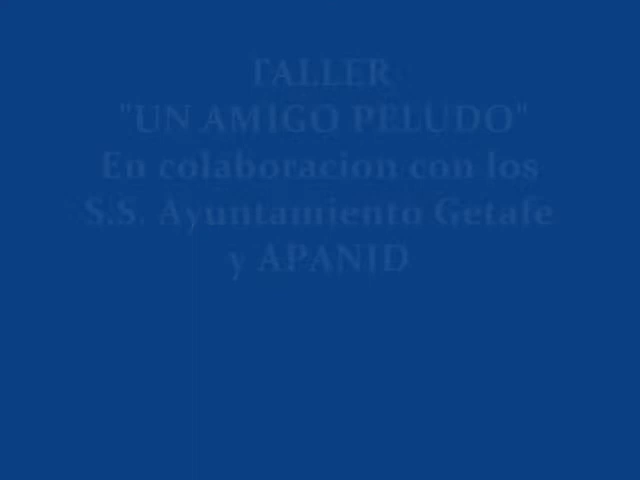 TALLER
"UN AMIGO PELUDO"
En colaboracion con los
S.S. Ayuntamiento Getafe
y APANID